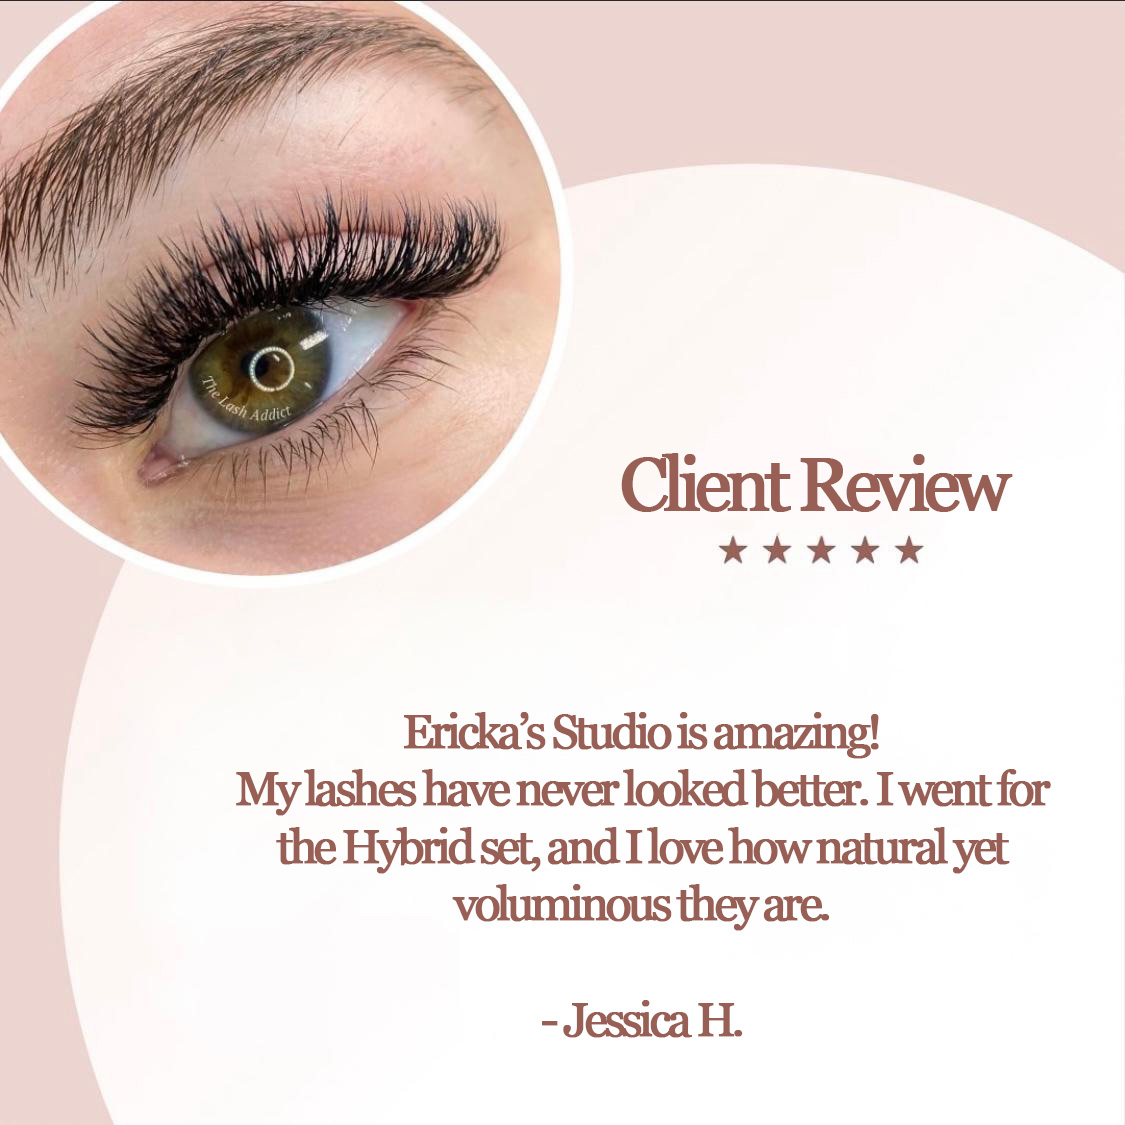 The Lash Addict
Client Review
★ ★ ★ ★ ★
Ericka’s Studio is amazing!
My lashes have never looked better. I went for
the Hybrid set, and I love how natural yet
voluminous they are.
- Jessica H.